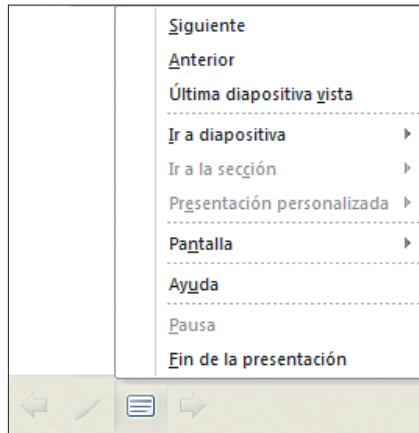 Siguiente
Anterior
Última diapositiva vista
Ir a diapositiva
Ir a la sección
Presentación personalizada
Pantalla
Ayuda
Pausa
Fin de la presentación